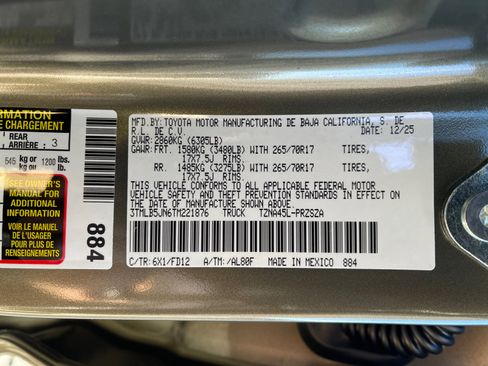 MFD.BY:TOYOTA MOTOR MANUFACTURING DE BAJA CALIFORNIA, S. DE
R.L. DE C.V. DATE: 12/25
GVWR: 2860KG (6305LB)
GAWR: FRT. 1580KG (3480LB) WITH 265/70R17 TIRES,
17X7.5J RIMS.
RR. 1485KG (3275LB) WITH 265/70R17 TIRES,
17X7.5J RIMS.
THIS VEHICLE CONFORMS TO ALL APPLICABLE FEDERAL MOTOR
VEHICLE SAFETY AND THEFT PREVENTION STANDARDS IN EFFECT ON
THE DATE OF MANUFACTURE SHOWN ABOVE.
3TMLB5JN6TM221876 TRUCK TZNA45L-PRZSZA
C/TR: 6X1/FD12 A/TM: /AL80F MADE IN MEXICO 884
CHARGEMENT
REAR
ARRIÈRE: 3
545 kg or 1200 lbs.
SEE OWNER'S
MANUAL FOR
ADDITIONAL
INFORMATION
VOIR LE MANUEL
DE L'USAGER
POUR PLUS DE
RENSEIGNEMENTS
884